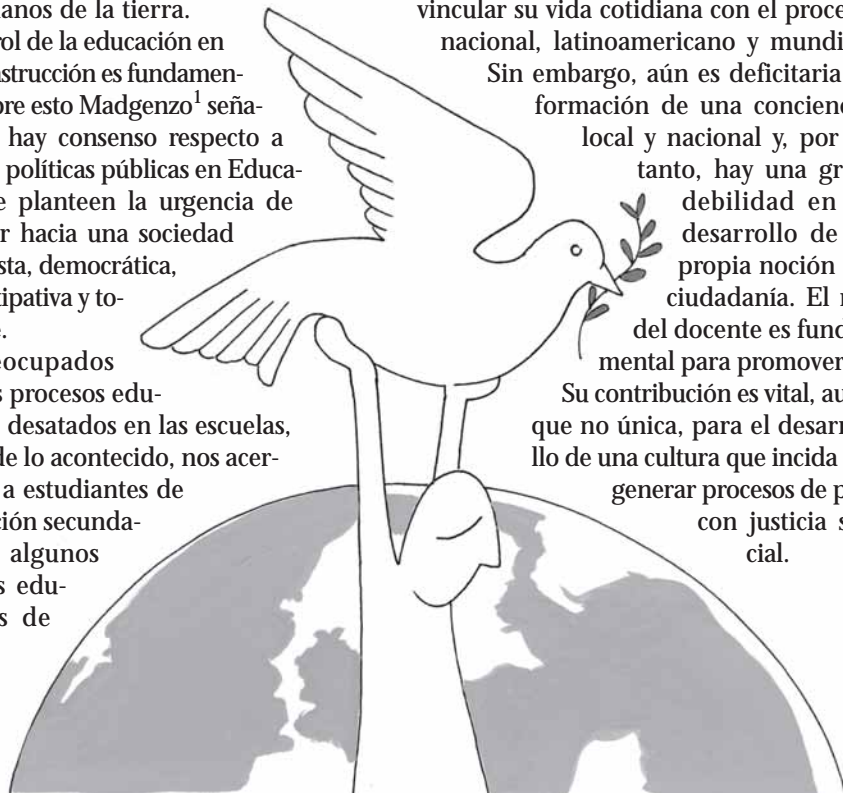 anos de la tierra.
rol de la educación en
nstrucción es fundamen-
bre esto Madgenzo¹ seña-
hay consenso respecto a
políticas públicas en Educa-
e planteen la urgencia de
r hacia una sociedad
sta, democrática,
cipativa y to-
e.
eocupados
s procesos edu-
desatados en las escuelas,
de lo acontecido, nos acer-
a estudiantes de
ción secunda-
algunos
s edu-
s de
vincular su vida cotidiana con el proce
nacional, latinoamericano y mundi
Sin embargo, aún es deficitaria
formación de una concienc
local y nacional y, por
tanto, hay una gr
debilidad en
desarrollo de
propia noción
ciudadanía. El r
del docente es fund
mental para promover
Su contribución es vital, au
que no única, para el desarr
llo de una cultura que incida
generar procesos de p
con justicia s
cial.